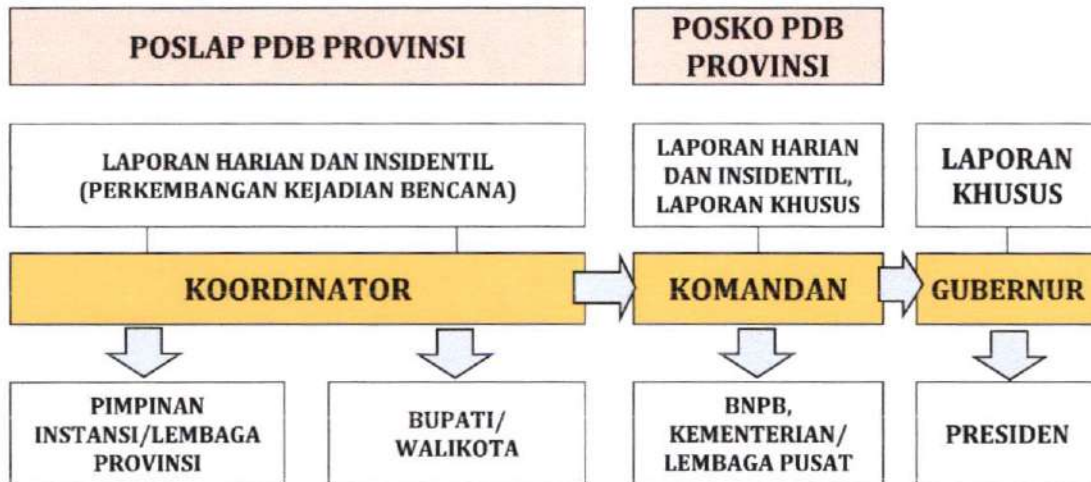 POSLAP PDB PROVINSI
POSKO PDB
PROVINSI
LAPORAN HARIAN DAN INSIDENTIL
(PERKEMBANGAN KEJADIAN BENCANA)
LAPORAN HARIAN
DAN INSIDENTIL,
LAPORAN KHUSUS
LAPORAN
KHUSUS
KOORDINATOR
KOMANDAN
GUBERNUR
PIMPINAN
INSTANSI/LEMBAGA
PROVINSI
BUPATI/
WALIKOTA
BNPB,
KEMENTERIAN/
LEMBAGA PUSAT
PRESIDEN